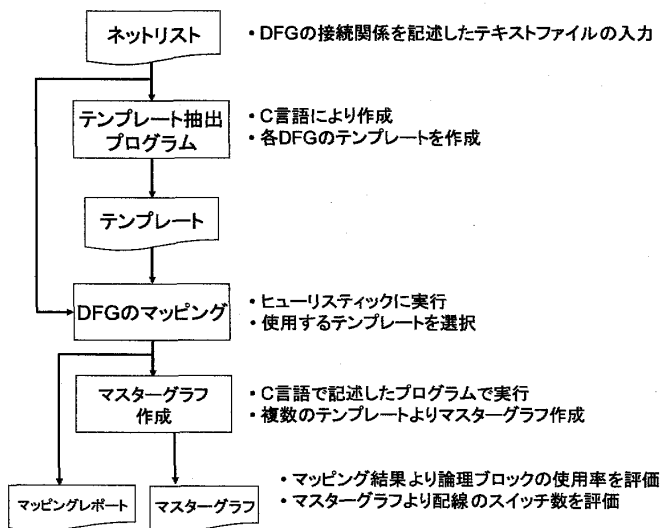 ネットリスト
・DFGの接続関係を記述したテキストファイルの入力
テンプレート抽出
プログラム
・C言語により作成
・各DFGのテンプレートを作成
テンプレート
DFGのマッピング
・ヒューリスティックに実行
・使用するテンプレートを選択
マスターグラフ
作成
・C言語で記述したプログラムで実行
・複数のテンプレートよりマスターグラフ作成
マッピングレポート
マスターグラフ
・マッピング結果より論理ブロックの使用率を評価
・マスターグラフより配線のスイッチ数を評価